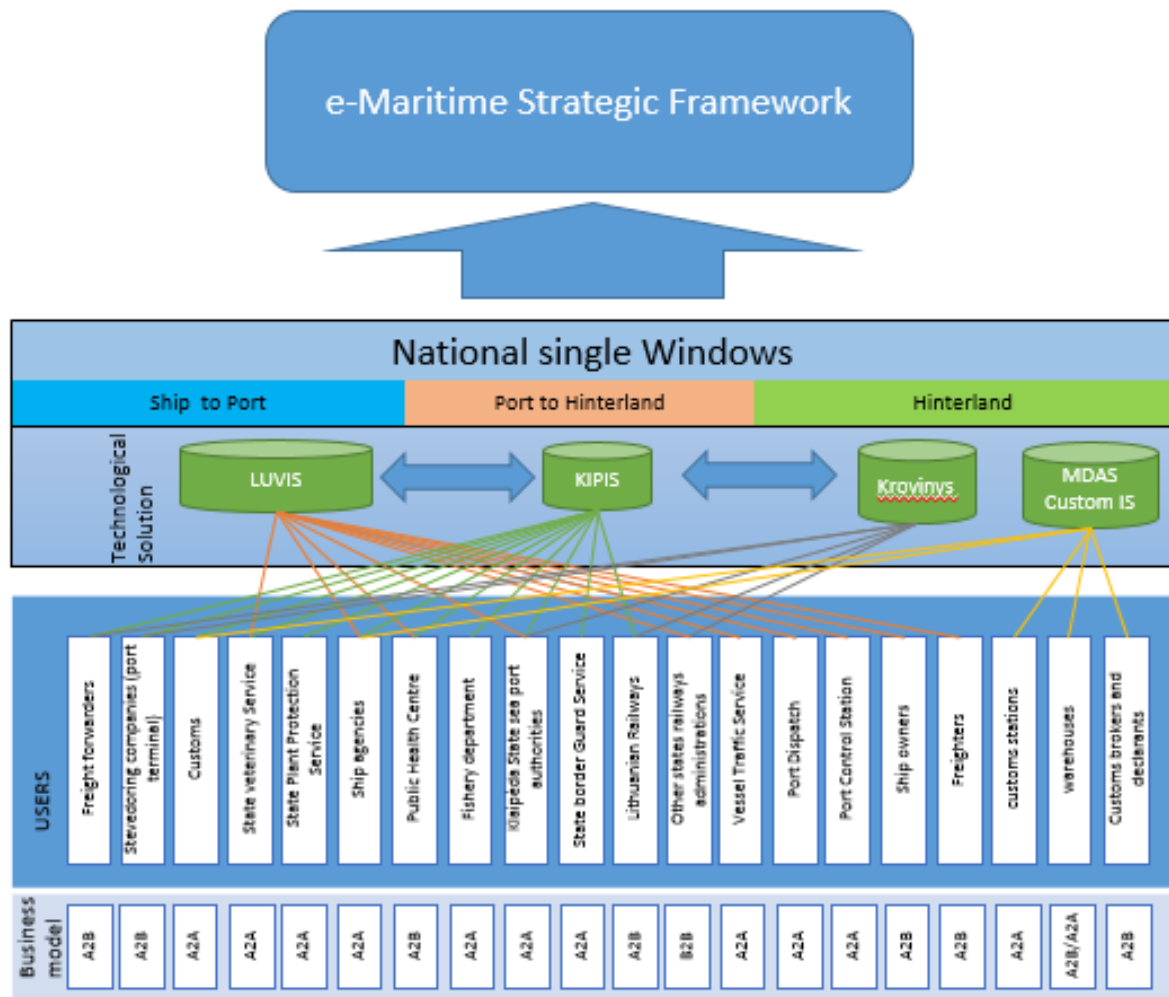 e-Maritime Strategic Framework
National single Windows
Ship to Port
Port to Hinterland
Hinterland
Technological
Solution
LUVIS
KIPIS
Krovinys
MDAS
Custom IS
USERS
Freight forwarders
Stevedoring companies (port
terminal)
Customs
State veterinary Service
State Plant Protection
Service
Ship agencies
Public Health Centre
Fishery department
Klaipeda State sea port
authorities
State border Guard Service
Lithuanian Railways
Other states railways
administrations
Vessel Traffic Service
Port Dispatch
Port Control Station
Ship owners
Freighters
customs stations
warehouses
Customs brokers and
declarants
Business
model
A2B
A2B
A2A
A2A
A2A
A2A
A2B
A2A
A2A
A2A
A2B
B2B
A2A
A2A
A2A
A2B
A2B
A2A
A2B/A2A
A2B